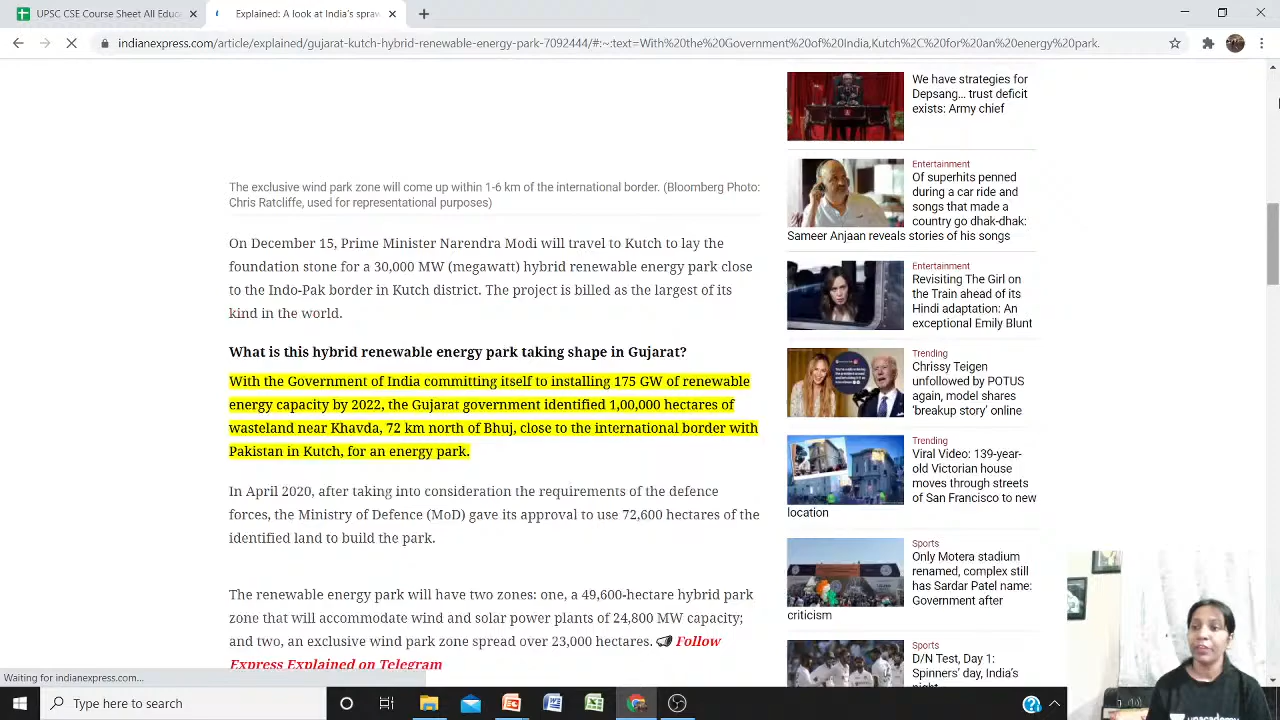 UPSC CSE Course Sheet All Educ
Explained: A look at India's spraw
indianexpress.com/article/explained/gujarat-kutch-hybrid-renewable-energy-park-7092444/#:~:text=With%20the%20Government%20of%20India,Kutch%2C%20for%20an%20energy%20park.
The exclusive wind park zone will come up within 1-6 km of the international border. (Bloomberg Photo:
Chris Ratcliffe, used for representational purposes)
On December 15, Prime Minister Narendra Modi will travel to Kutch to lay the
foundation stone for a 30,000 MW (megawatt) hybrid renewable energy park close
to the Indo-Pak border in Kutch district. The project is billed as the largest of its
kind in the world.
What is this hybrid renewable energy park taking shape in Gujarat?
With the Government of India committing itself to installing 175 GW of renewable
energy capacity by 2022, the Gujarat government identified 1,00,000 hectares of
wasteland near Khavda, 72 km north of Bhuj, close to the international border with
Pakistan in Kutch, for an energy park.
In April 2020, after taking into consideration the requirements of the defence
forces, the Ministry of Defence (MoD) gave its approval to use 72,600 hectares of the
identified land to build the park.
The renewable energy park will have two zones: one, a 49,600-hectare hybrid park
zone that will accommodate wind and solar power plants of 24,800 MW capacity;
and two, an exclusive wind park zone spread over 23,000 hectares. Follow
Express Explained on Telegram
We have strategies for
Depsang... trust deficit
exists: Army chief
Entertainment
Of superhits penned
during a car ride and
songs that made a
country go dhak-dhak:
Sameer Anjaan reveals stories of his songs
Entertainment
Revisiting The Girl on
the Train ahead of its
Hindi adaptation: An
exceptional Emily Blunt
Trending
Chrissy Teigen
unfollowed by POTUS
again, model shares
'breakup story' online
Trending
Viral Video: 139-year-
old Victorian house
moves through streets
of San Francisco to new
location
Sports
Only Motera stadium
renamed, complex still
has Sardar Patel name:
Government after
criticism
Sports
D/N Test, Day 1:
Spinners' day, India's
Waiting for indianexpress.com...
Type here to search